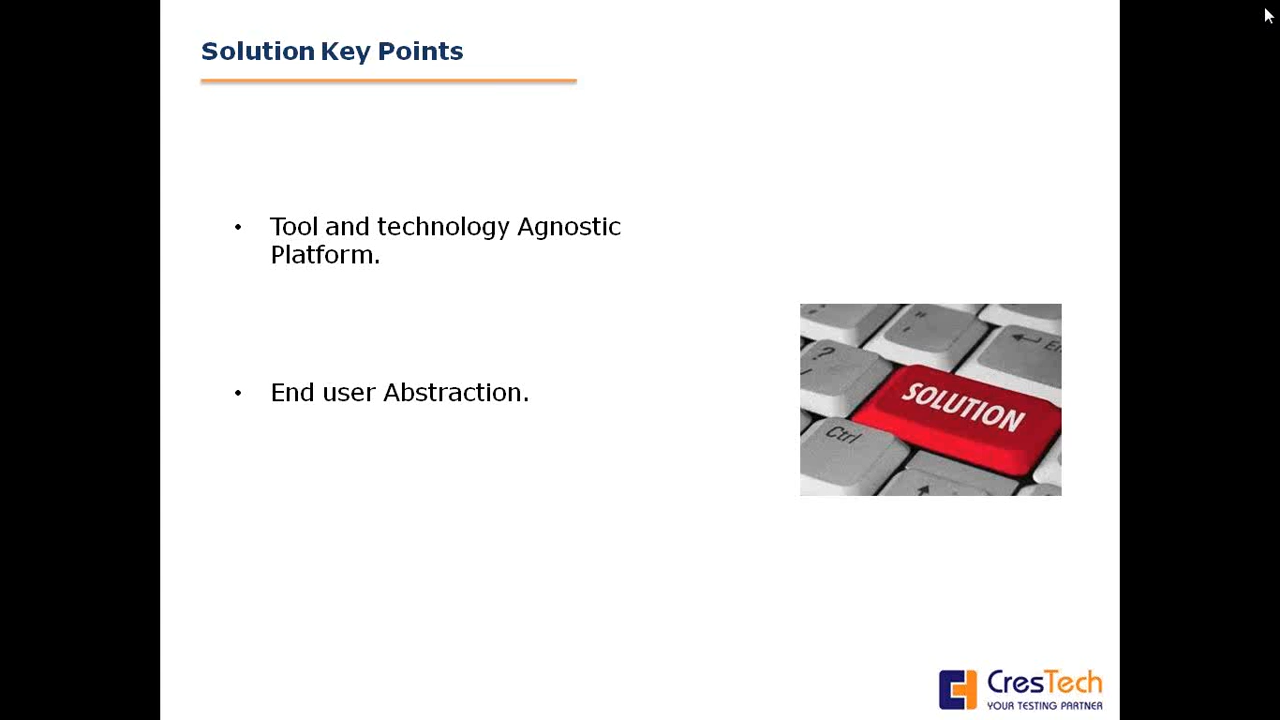 Solution Key Points
• Tool and technology Agnostic
Platform.
• End user Abstraction.
?
"
'
SOLUTION
Ctrl
CresTech
YOUR TESTING PARTNER